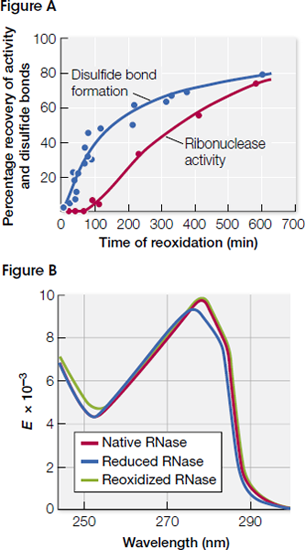 Figure A
Percentage recovery of activity
and disulfide bonds
100
80
60
40
20
Disulfide bond
formation
Ribonuclease
activity
0 100 200 300 400 500 600 700
Time of reoxidation (min)
Figure B
E × 10⁻³
10
8
6
4
2
0
Native RNase
Reduced RNase
Reoxidized RNase
250 270 290
Wavelength (nm)